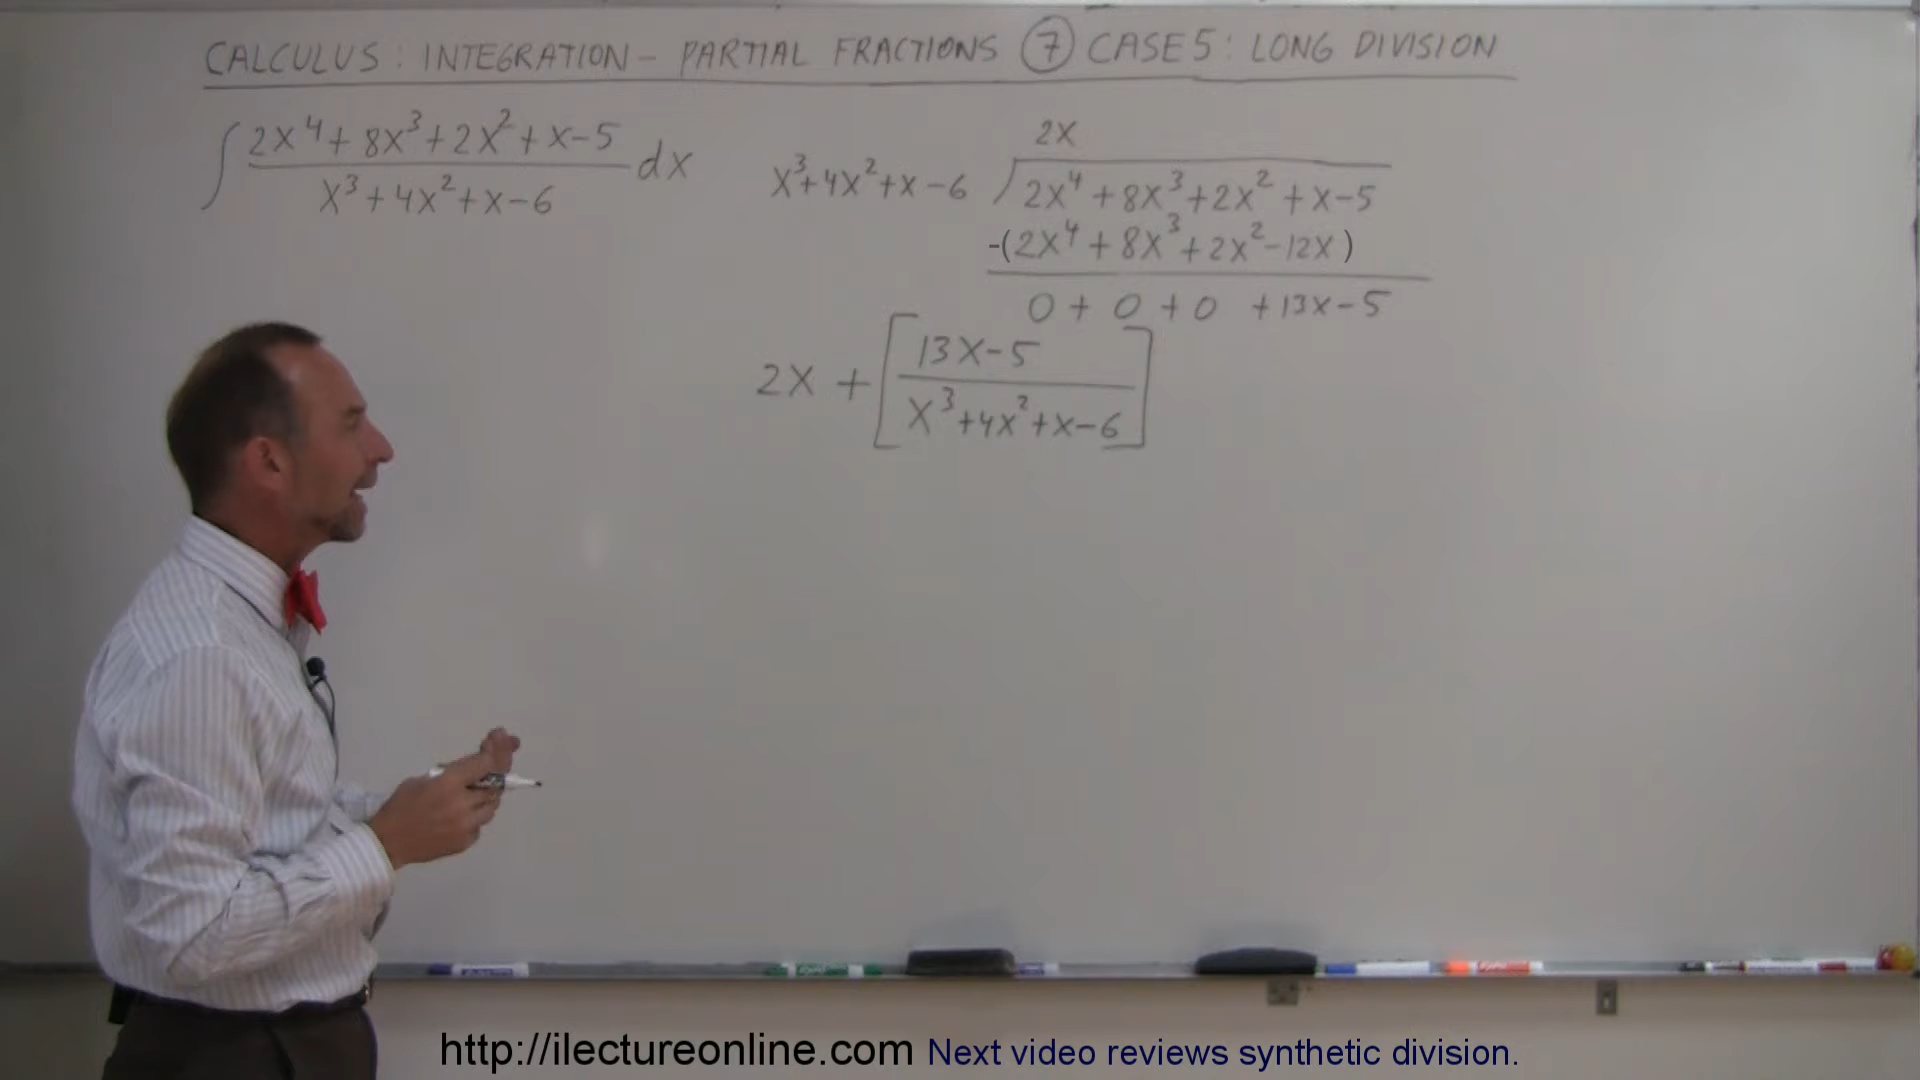 CALCULUS: INTEGRATION - PARTIAL FRACTIONS ⑦ CASE 5: LONG DIVISION
∫ (2x⁴ + 8x³ + 2x² + x - 5)/(x³ + 4x² + x - 6) dx
2x
x³ + 4x² + x - 6 ) 2x⁴ + 8x³ + 2x² + x - 5
-(2x⁴ + 8x³ + 2x² - 12x)
0 + 0 + 0 + 13x - 5
2x + [(13x - 5)/(x³ + 4x² + x - 6)]
http://ilectureonline.com Next video reviews synthetic division.